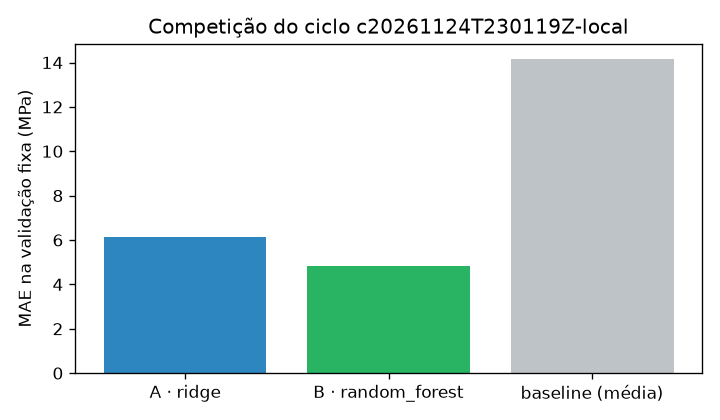 Competição do ciclo c20261124T230119Z-local
MAE na validação fixa (MPa)
14
12
10
8
6
4
2
0
A · ridge
B · random_forest
baseline (média)